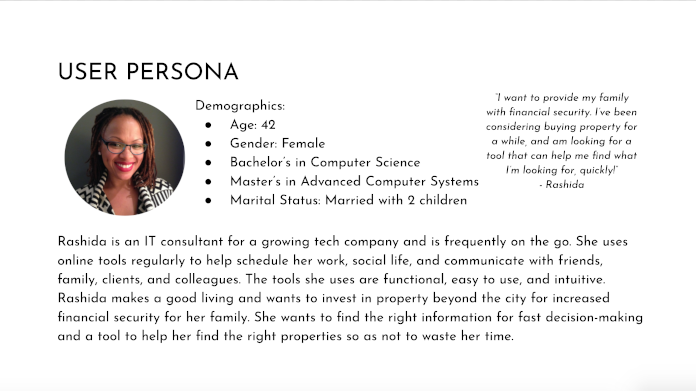 USER PERSONA
Demographics:
● Age: 42
● Gender: Female
● Bachelor's in Computer Science
● Master's in Advanced Computer Systems
● Marital Status: Married with 2 children
"I want to provide my family
with financial security. I've been
considering buying property for
a while, and am looking for a
tool that can help me find what
I'm looking for, quickly!"
- Rashida
Rashida is an IT consultant for a growing tech company and is frequently on the go. She uses
online tools regularly to help schedule her work, social life, and communicate with friends,
family, clients, and colleagues. The tools she uses are functional, easy to use, and intuitive.
Rashida makes a good living and wants to invest in property beyond the city for increased
financial security for her family. She wants to find the right information for fast decision-making
and a tool to help her find the right properties so as not to waste her time.